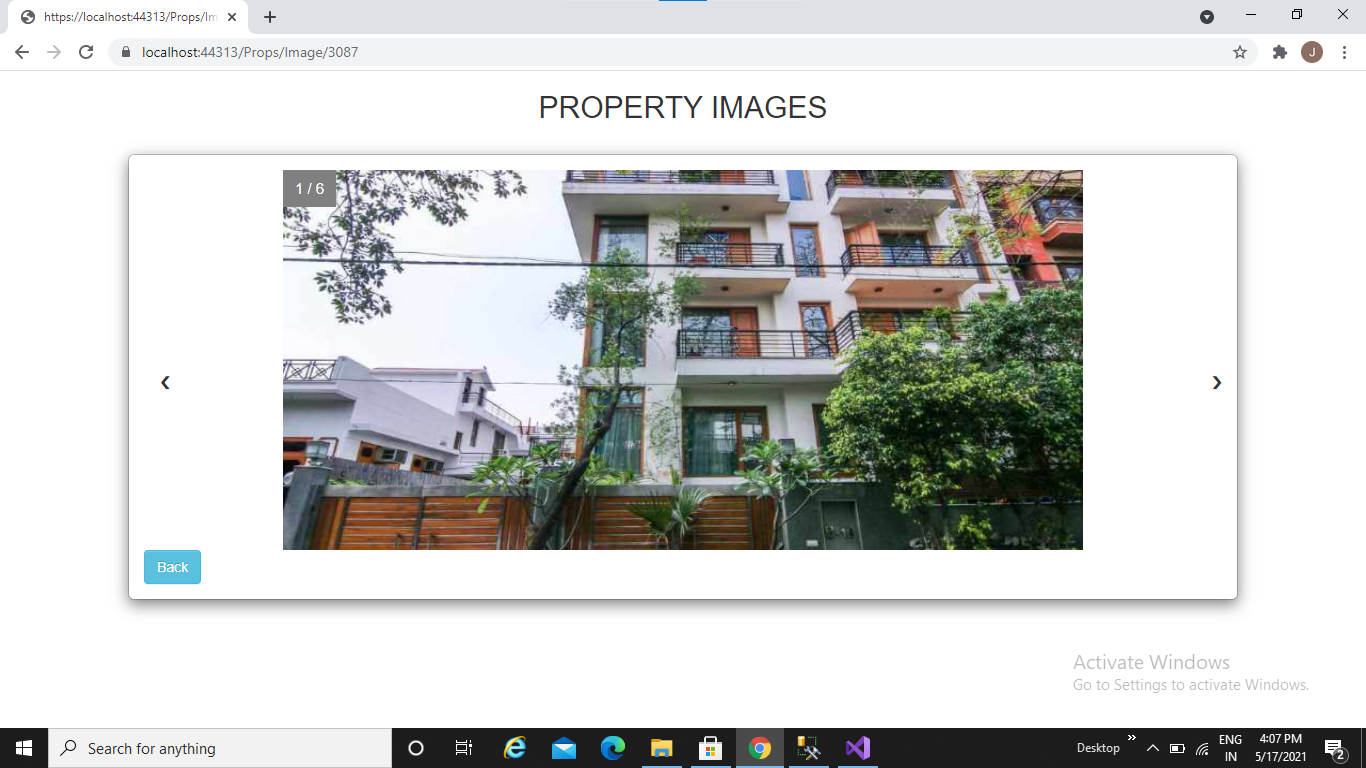 https://localhost:44313/Props/Im
localhost:44313/Props/Image/3087
J
PROPERTY IMAGES
1 / 6
Back
Activate Windows
Go to Settings to activate Windows.
Search for anything
Desktop
ENG
IN
4:07 PM
5/17/2021
2